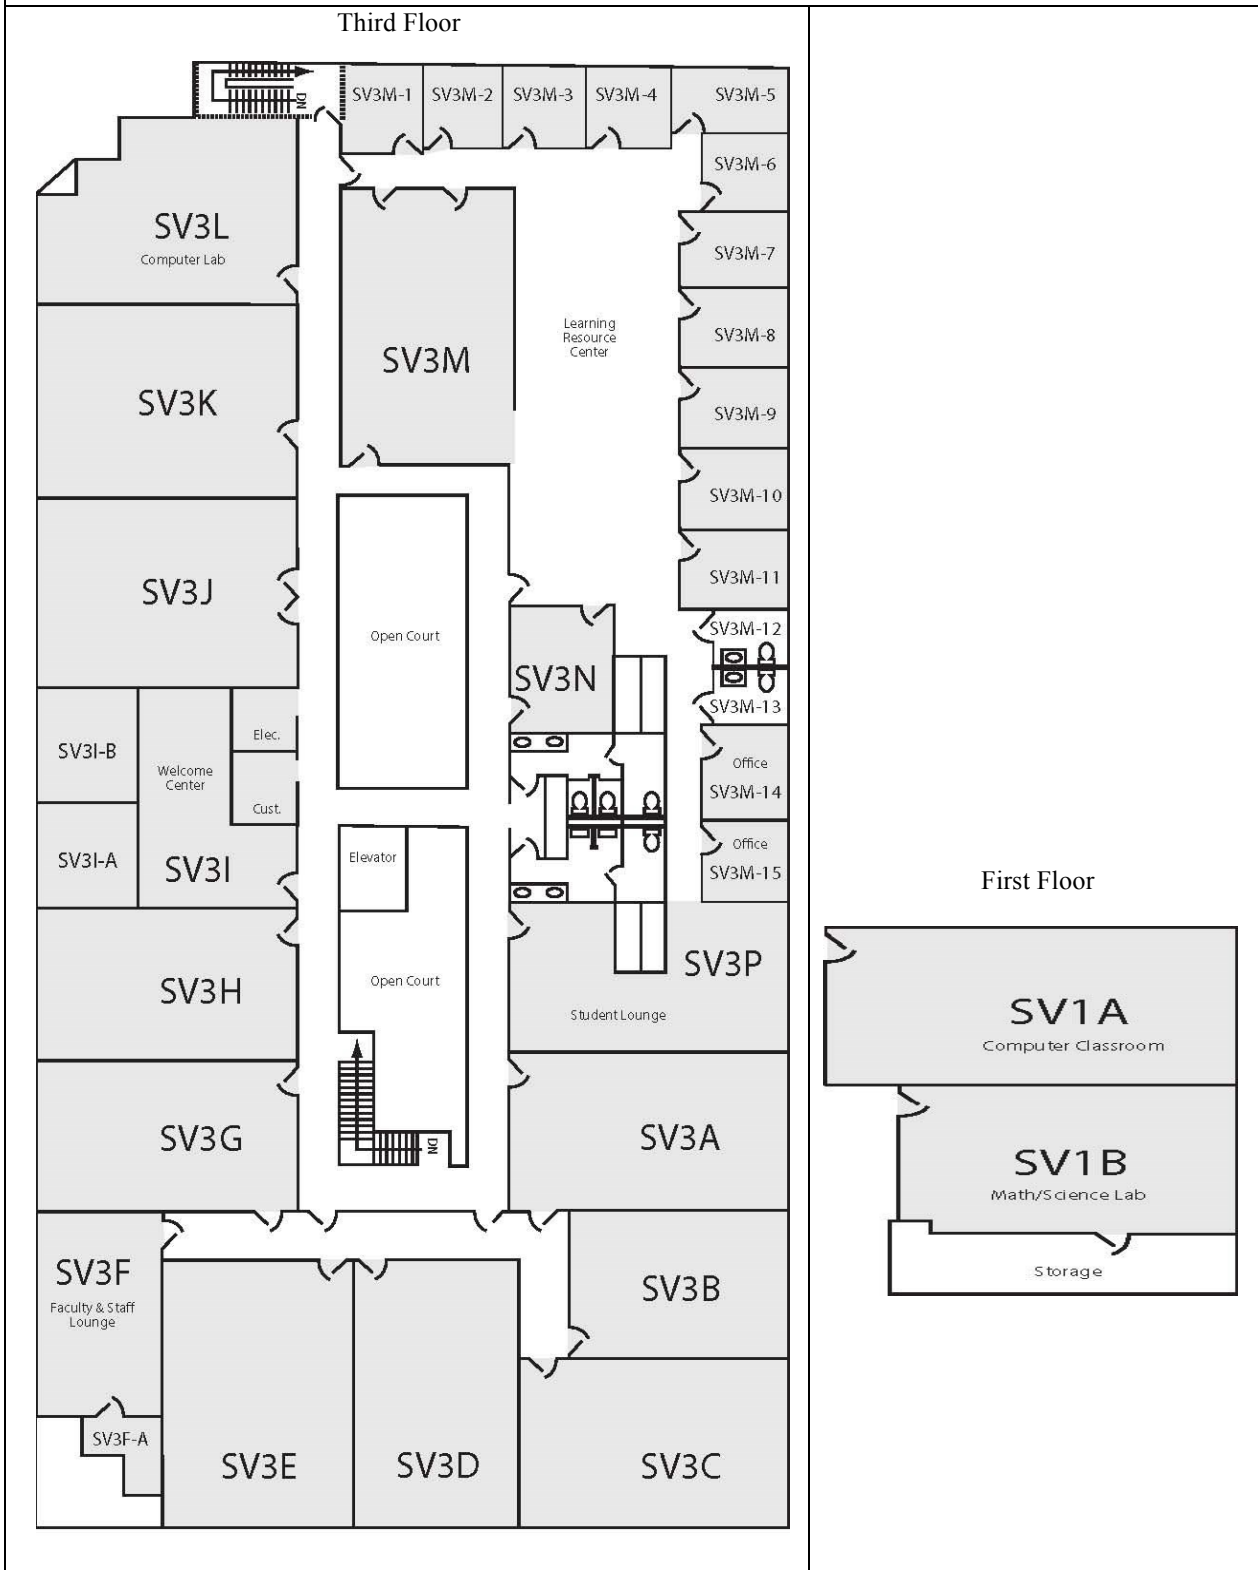 Third Floor
DN
SV3M-1
SV3M-2
SV3M-3
SV3M-4
SV3M-5
SV3M-6
SV3L
Computer Lab
SV3M-7
Learning
Resource
Center
SV3M-8
SV3M
SV3K
SV3M-9
SV3M-10
SV3J
SV3M-11
Open Court
SV3M-12
SV3N
SV3M-13
SV3I-B
Elec.
Welcome
Center
Office
SV3M-14
Cust.
SV3I-A
SV3I
Elevator
Office
SV3M-15
SV3H
Open Court
SV3P
Student Lounge
SV3G
DN
SV3A
SV3F
Faculty & Staff
Lounge
SV3B
SV3F-A
SV3E
SV3D
SV3C
First Floor
SV1A
Computer Classroom
SV1B
Math/Science Lab
Storage